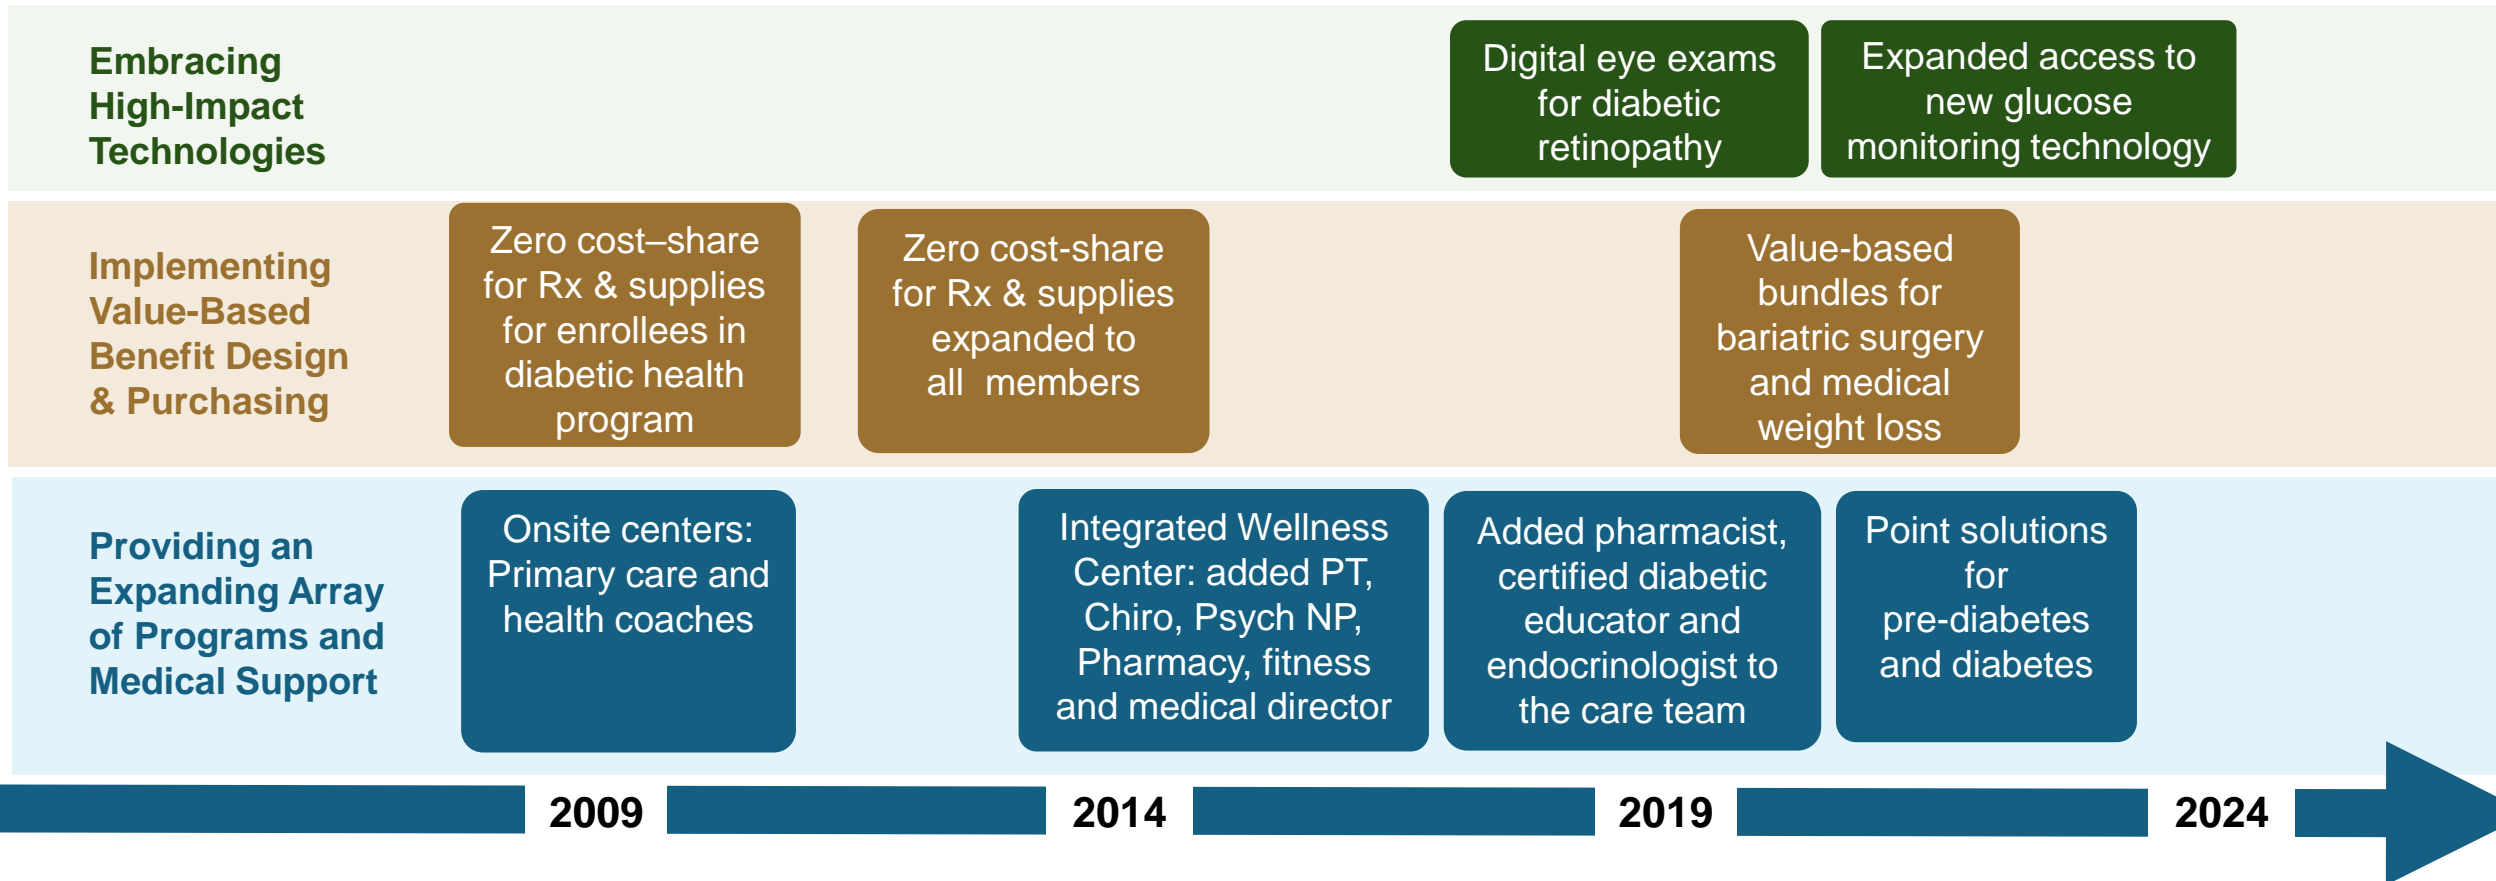 Embracing
High-Impact
Technologies
Digital eye exams
for diabetic
retinopathy
Expanded access to
new glucose
monitoring technology
Implementing
Value-Based
Benefit Design
& Purchasing
Zero cost–share
for Rx & supplies
for enrollees in
diabetic health
program
Zero cost-share
for Rx & supplies
expanded to
all  members
Value-based
bundles for
bariatric surgery
and medical
weight loss
Providing an
Expanding Array
of Programs and
Medical Support
Onsite centers:
Primary care and
health coaches
Integrated Wellness
Center: added PT,
Chiro, Psych NP,
Pharmacy, fitness
and medical director
Added pharmacist,
certified diabetic
educator and
endocrinologist to
the care team
Point solutions
for
pre-diabetes
and diabetes
2009
2014
2019
2024